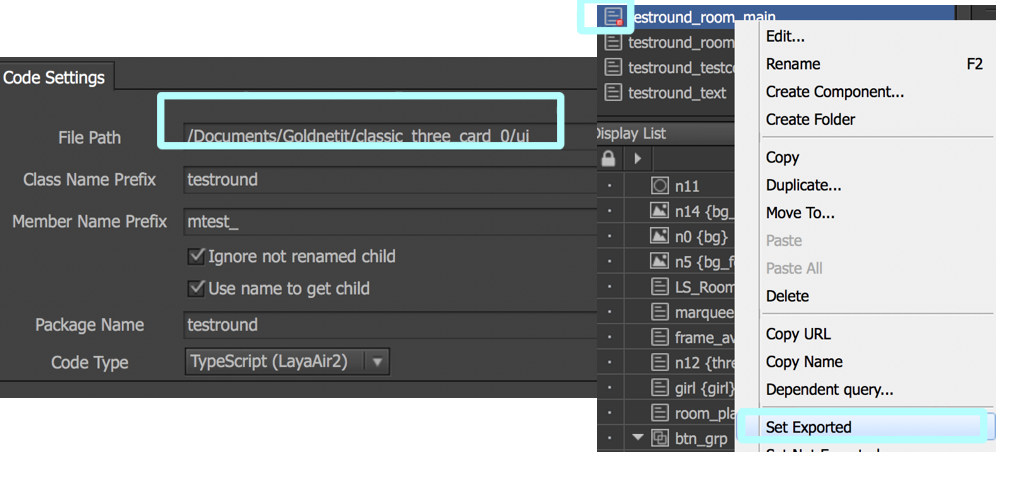 Code Settings
File Path
/Documents/Goldnetit/classic_three_card_0/ui
Class Name Prefix
testround
Member Name Prefix
mtest_
Ignore not renamed child
Use name to get child
Package Name
testround
Code Type
TypeScript (LayaAir2)
testround_room_main
testround_room
testround_testc
testround_text
Display List
n11
n14 {bg_
n0 {bg}
n5 {bg_f
LS_Room
marquee
frame_av
n12 {thre
girl {girl}
room_pla
btn_grp
Edit...
Rename F2
Create Component...
Create Folder
Copy
Duplicate...
Move To...
Paste
Paste All
Delete
Copy URL
Copy Name
Dependent query...
Set Exported